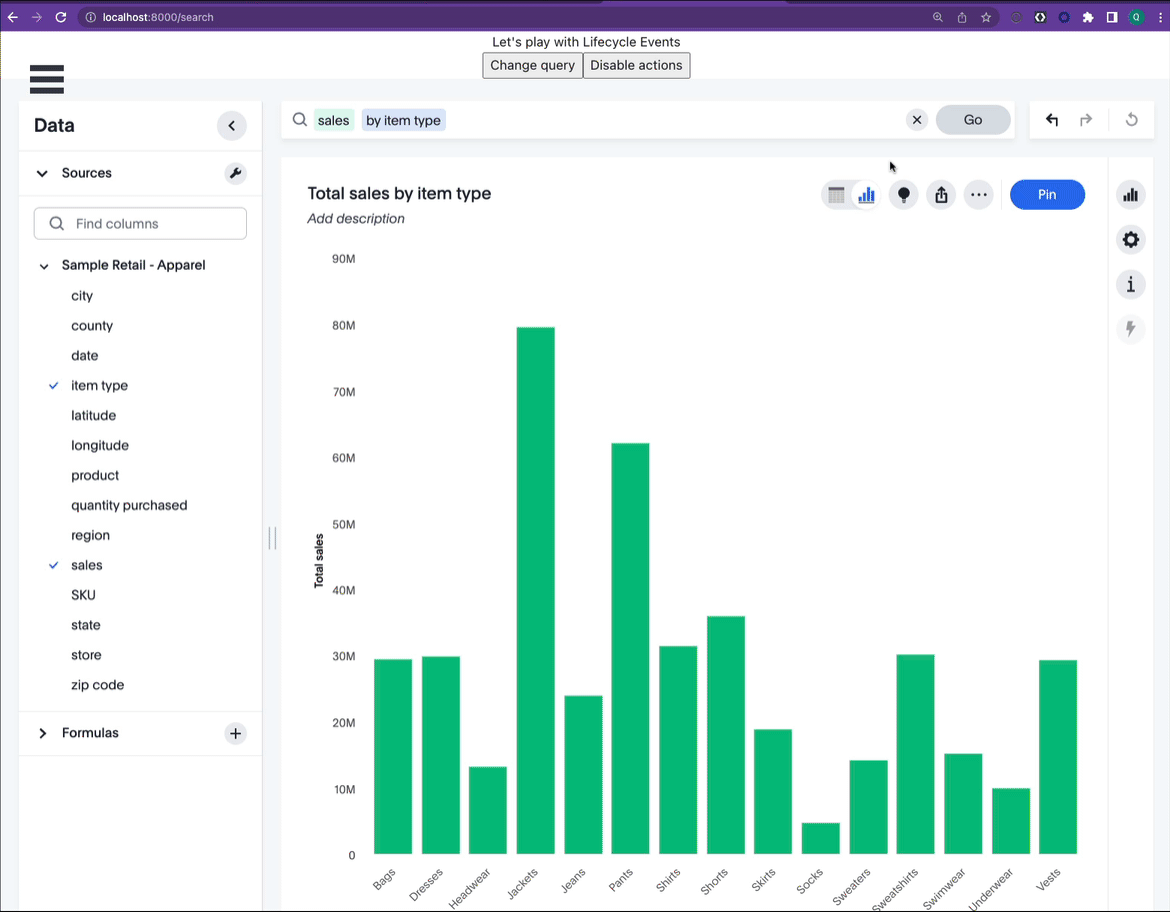 localhost:8000/search
Q
Let's play with Lifecycle Events
Change query Disable actions
Data
Sources
Find columns
Sample Retail - Apparel
city
county
date
item type
latitude
longitude
product
quantity purchased
region
sales
SKU
state
store
zip code
Formulas
sales by item type
Go
Total sales by item type
Add description
Pin
Total sales
90M
80M
70M
60M
50M
40M
30M
20M
10M
0
Bags Dresses Headwear Jackets Jeans Pants Shirts Shorts Skirts Socks Sweaters Sweatshirts Swimwear Underwear Vests